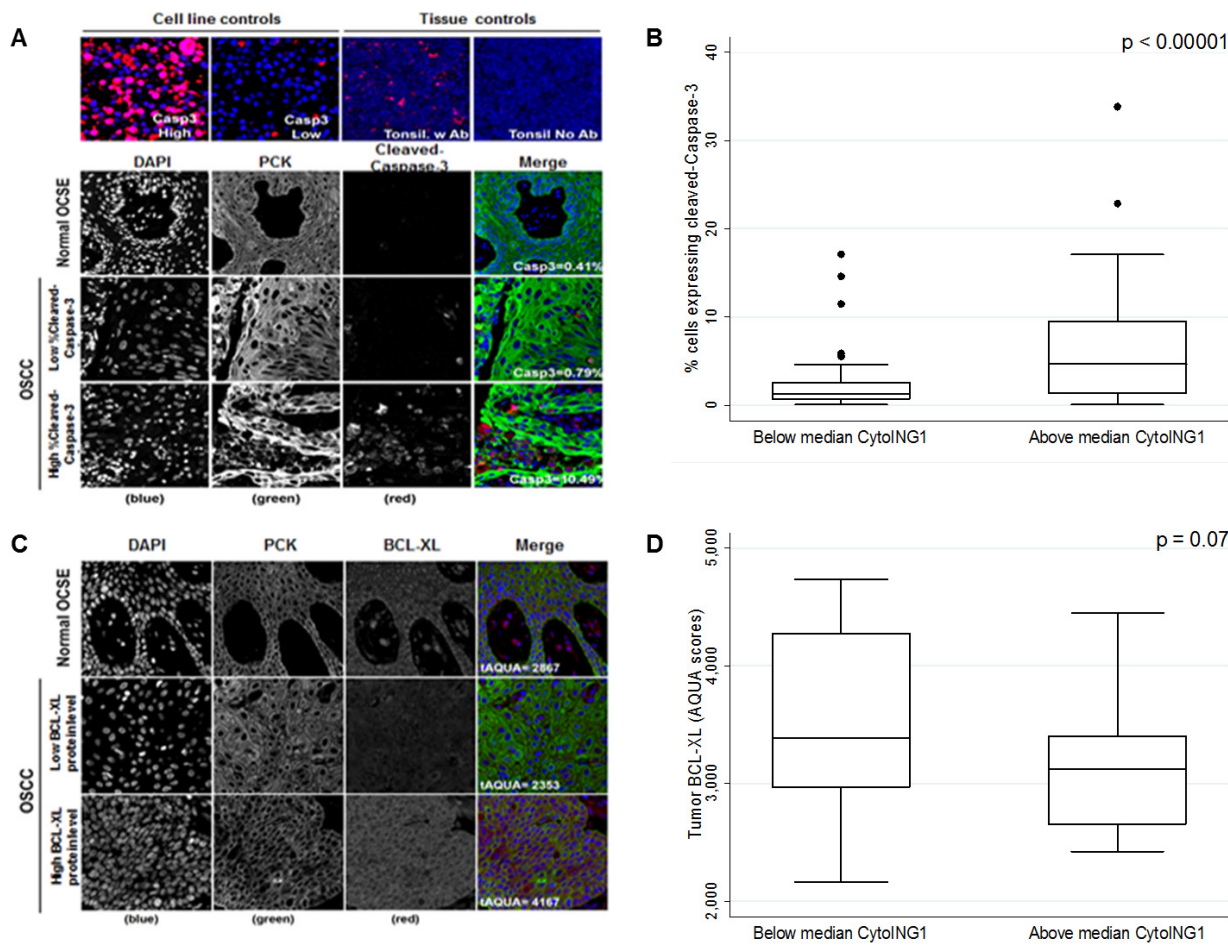 A
Cell line controls
Tissue controls
Casp3 High
Casp3 Low
Tonsil. w Ab
Tonsil No Ab
DAPI
PCK
Cleaved-Caspase-3
Merge
Normal OCSE
Casp3=0.41%
OSCC
Low %Cleaved-Caspase-3
Casp3=0.79%
High %Cleaved-Caspase-3
Casp3=10.49%
(blue)
(green)
(red)
B
p < 0.00001
% cells expressing cleaved-Caspase-3
40
30
20
10
0
Below median CytoING1
Above median CytoING1
C
DAPI
PCK
BCL-XL
Merge
Normal OCSE
tAQUA= 2867
OSCC
Low BCL-XL protein level
tAQUA= 2353
High BCL-XL protein level
tAQUA= 4167
(blue)
(green)
(red)
D
p = 0.07
Tumor BCL-XL (AQUA scores)
5,000
4,000
3,000
2,000
Below median CytoING1
Above median CytoING1